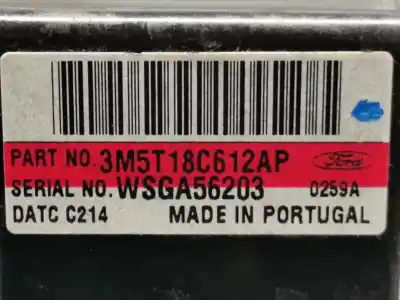 PART NO. 3M5T18C612AP Ford
SERIAL NO. WSGA56203 0259A
DATC C214 MADE IN PORTUGAL